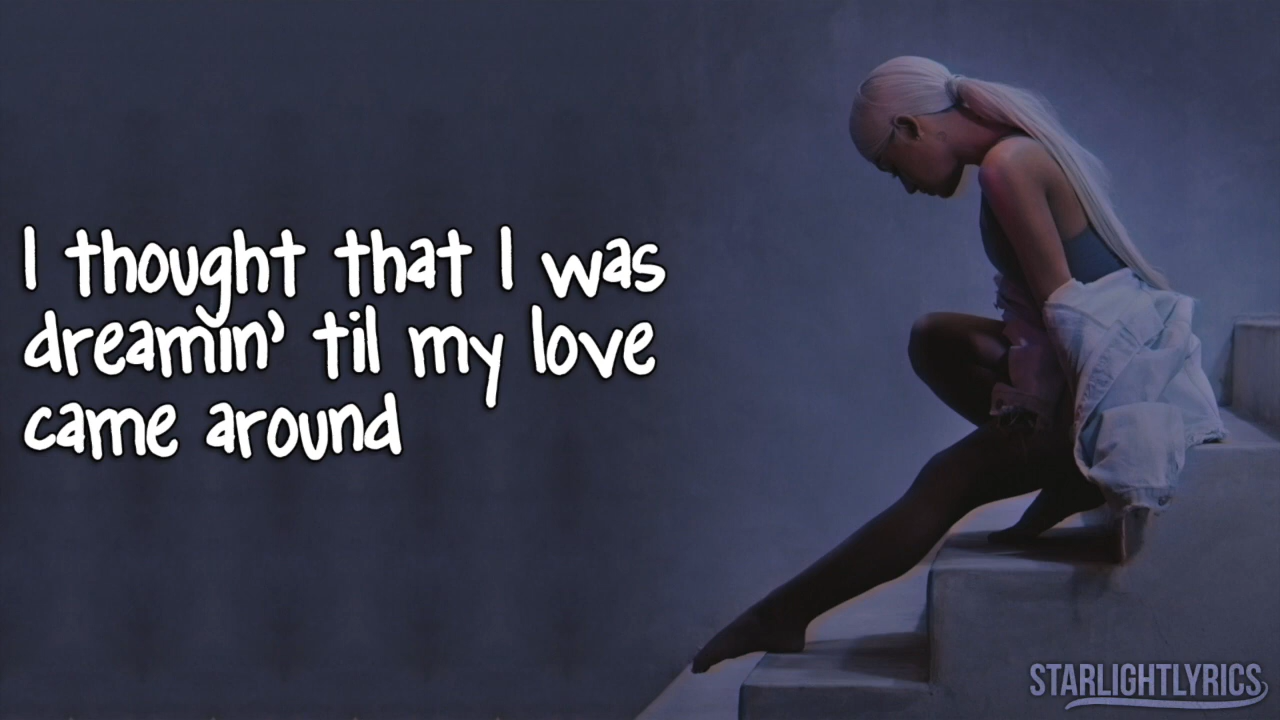 I thought that I was
dreamin' til my love
came around
STARLIGHTLYRICS